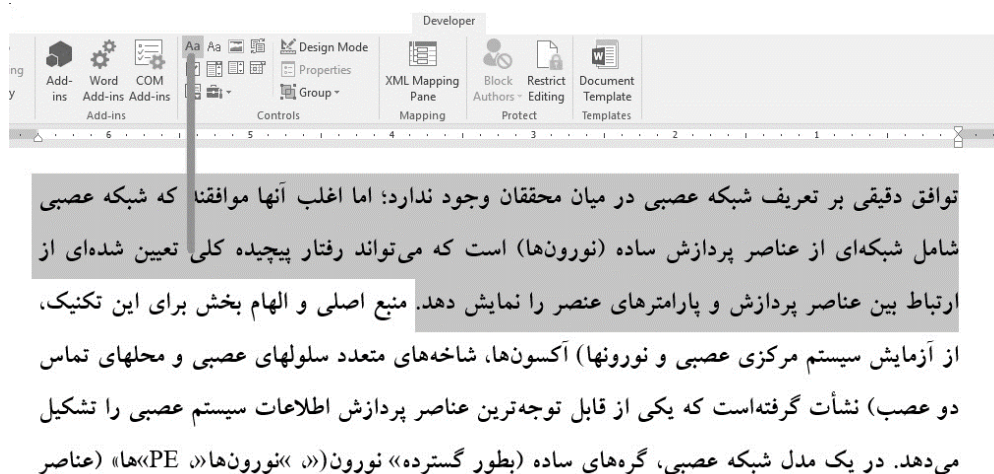 Developer
ing
y
Add-ins
Word Add-ins
COM Add-ins
Add-ins
Aa Aa
Design Mode
Properties
Group
Controls
XML Mapping Pane
Mapping
Block Authors
Restrict Editing
Protect
Document Template
Templates
6 5 4 3 2 1
توافق دقیقی بر تعریف شبکه عصبی در میان محققان وجود ندارد؛ اما اغلب آنها موافقند که شبکه عصبی
شامل شبکه‌ای از عناصر پردازش ساده (نورون‌ها) است که می‌تواند رفتار پیچیده کلی تعیین شده‌ای از
ارتباط بین عناصر پردازش و پارامترهای عنصر را نمایش دهد. منبع اصلی و الهام بخش برای این تکنیک،
از آزمایش سیستم مرکزی عصبی و نورونها) آکسون‌ها، شاخه‌های متعدد سلولهای عصبی و محلهای تماس
دو عصب) نشأت گرفته‌است که یکی از قابل توجه‌ترین عناصر پردازش اطلاعات سیستم عصبی را تشکیل
می‌دهد. در یک مدل شبکه عصبی، گره‌های ساده (بطور گسترده» نورون(«، »نورون‌ها«، PE»ها» (عناصر